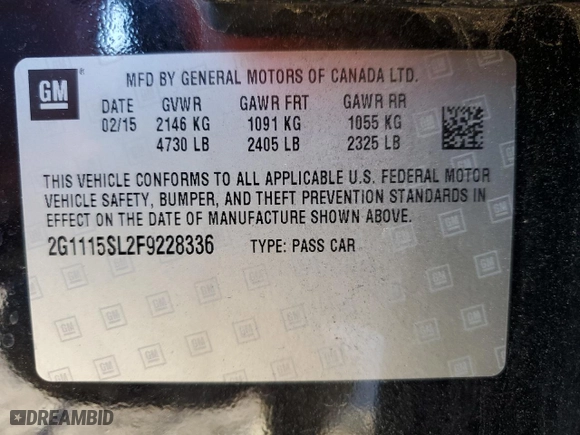 GM ®
MFD BY GENERAL MOTORS OF CANADA LTD.
DATE GVWR GAWR FRT GAWR RR
02/15 2146 KG 1091 KG 1055 KG
4730 LB 2405 LB 2325 LB
THIS VEHICLE CONFORMS TO ALL APPLICABLE U.S. FEDERAL MOTOR
VEHICLE SAFETY, BUMPER, AND THEFT PREVENTION STANDARDS IN
EFFECT ON THE DATE OF MANUFACTURE SHOWN ABOVE.
2G1115SL2F9228336 TYPE: PASS CAR
DREAMBID